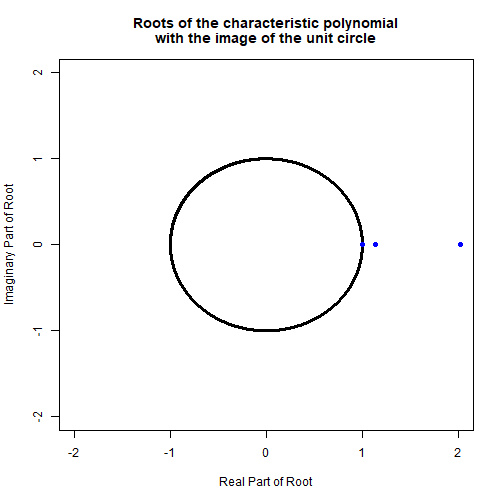 Roots of the characteristic polynomial
with the image of the unit circle
2
1
0
-1
-2
Imaginary Part of Root
-2
-1
0
1
2
Real Part of Root